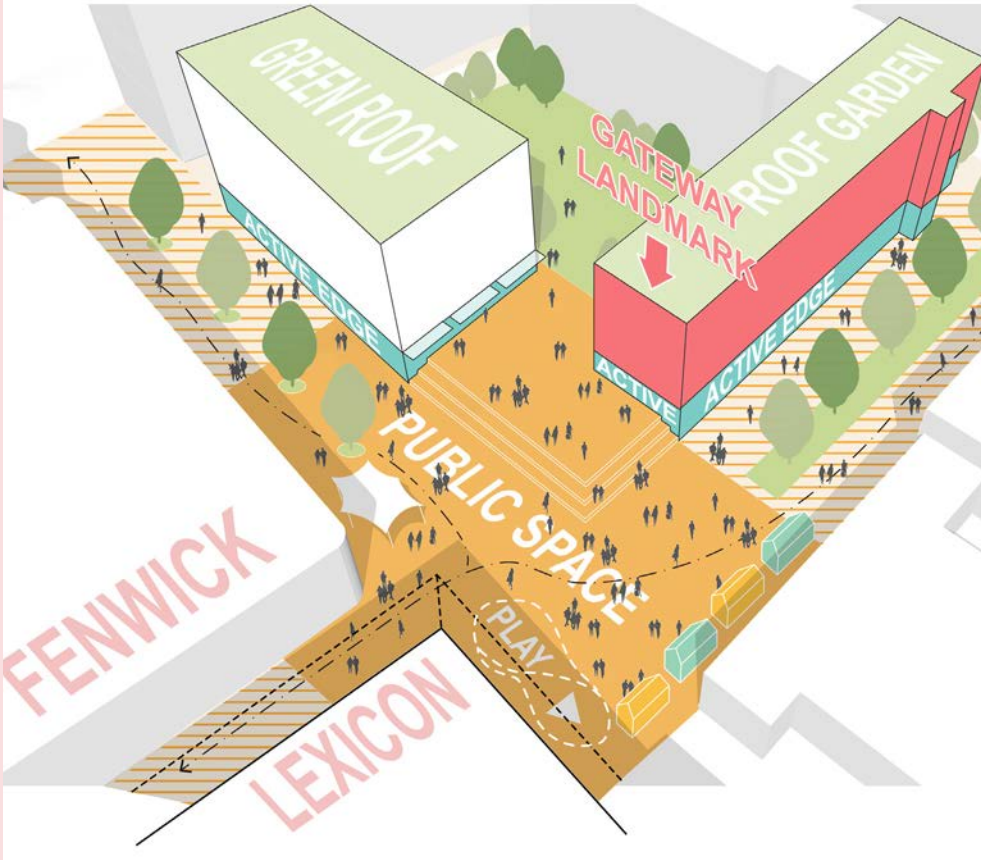 GREEN ROOF
ROOF GARDEN
GATEWAY
LANDMARK
ACTIVE EDGE
ACTIVE
ACTIVE EDGE
PUBLIC SPACE
PLAY
FENWICK
LEXICON